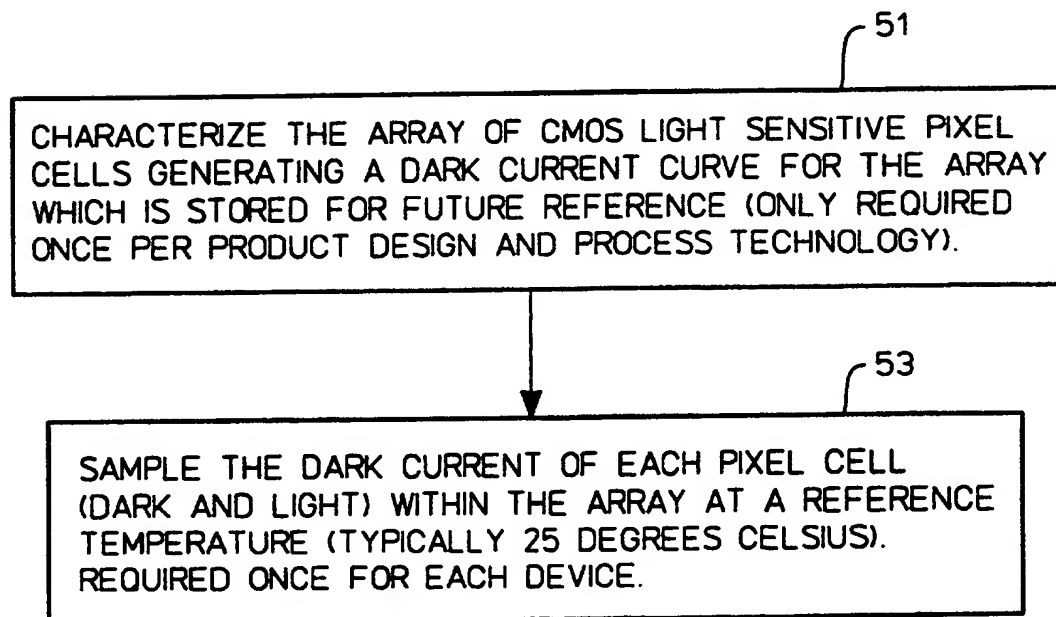 51
CHARACTERIZE THE ARRAY OF CMOS LIGHT SENSITIVE PIXEL
CELLS GENERATING A DARK CURRENT CURVE FOR THE ARRAY
WHICH IS STORED FOR FUTURE REFERENCE (ONLY REQUIRED
ONCE PER PRODUCT DESIGN AND PROCESS TECHNOLOGY).
53
SAMPLE THE DARK CURRENT OF EACH PIXEL CELL
(DARK AND LIGHT) WITHIN THE ARRAY AT A REFERENCE
TEMPERATURE (TYPICALLY 25 DEGREES CELSIUS).
REQUIRED ONCE FOR EACH DEVICE.